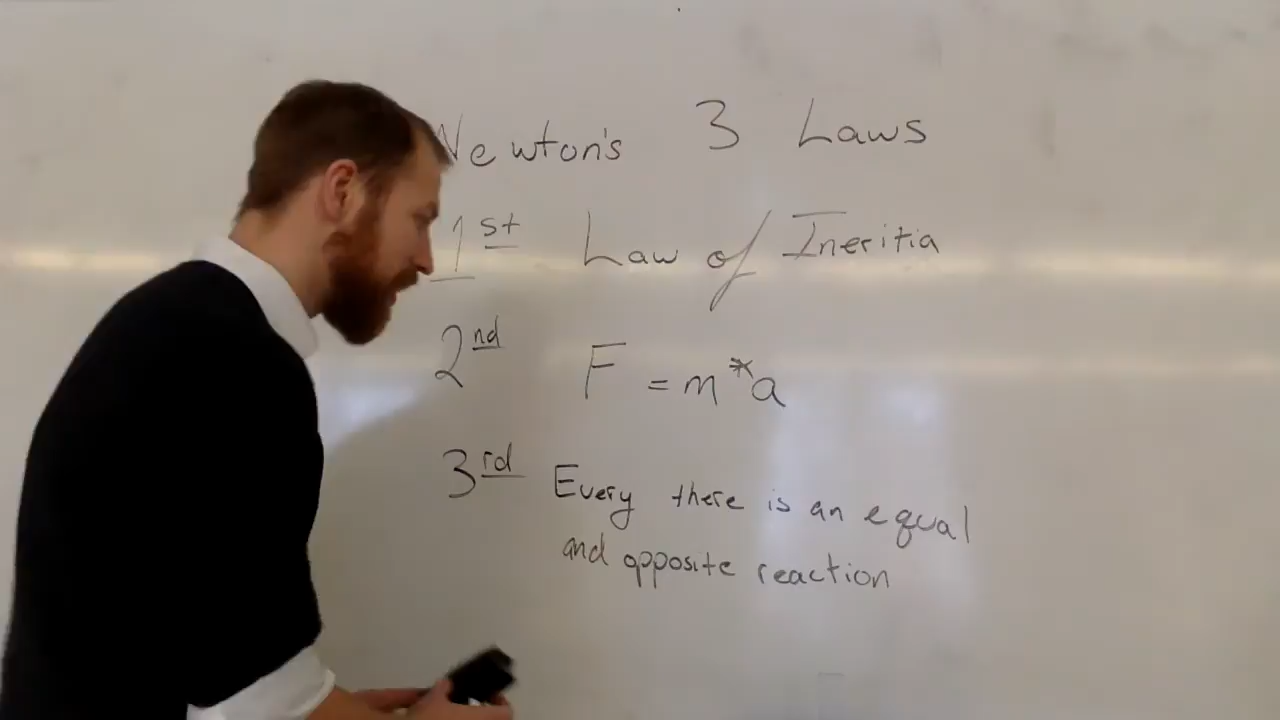 Newton's 3 Laws
1st Law of Ineritia
2nd F = m*a
3rd Every there is an equal
and opposite reaction